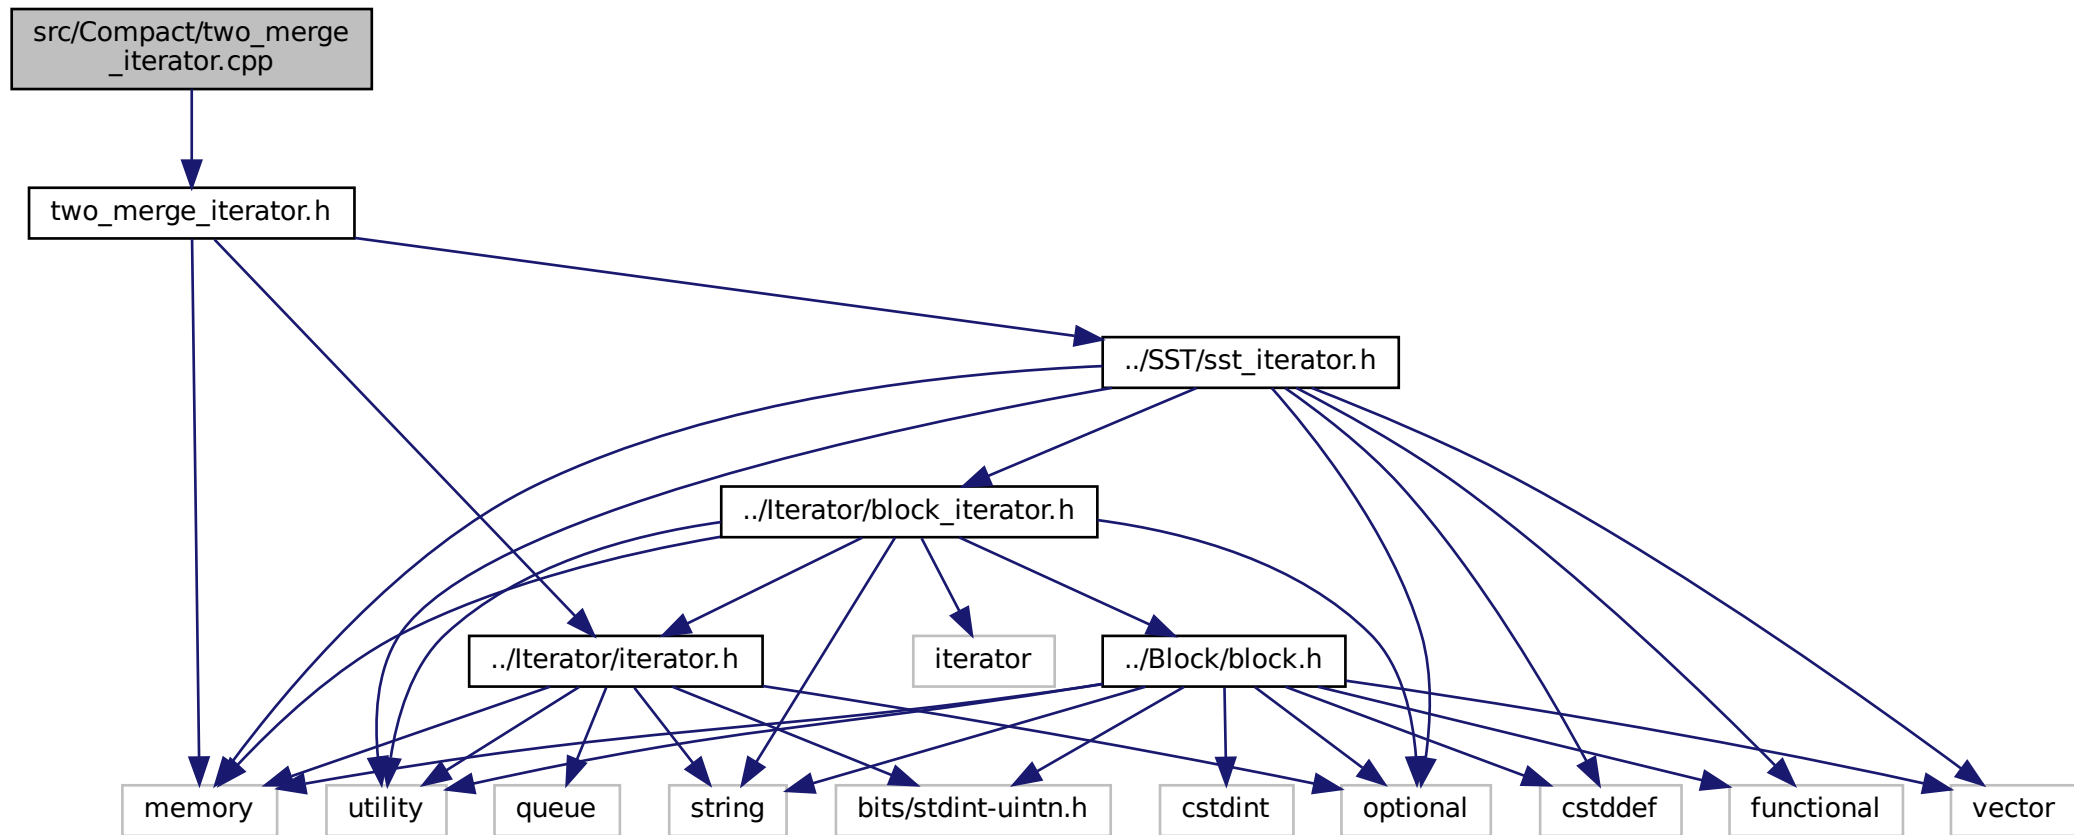 src/Compact/two_merge
_iterator.cpp
two_merge_iterator.h
../SST/sst_iterator.h
../Iterator/block_iterator.h
../Iterator/iterator.h
iterator
../Block/block.h
memory
utility
queue
string
bits/stdint-uintn.h
cstdint
optional
cstddef
functional
vector